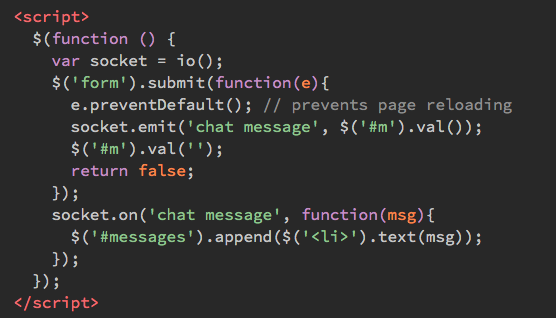 <script>
$(function () {
var socket = io();
$('form').submit(function(e){
e.preventDefault(); // prevents page reloading
socket.emit('chat message', $('#m').val());
$('#m').val('');
return false;
});
socket.on('chat message', function(msg){
$('#messages').append($('<li>').text(msg));
});
});
</script>